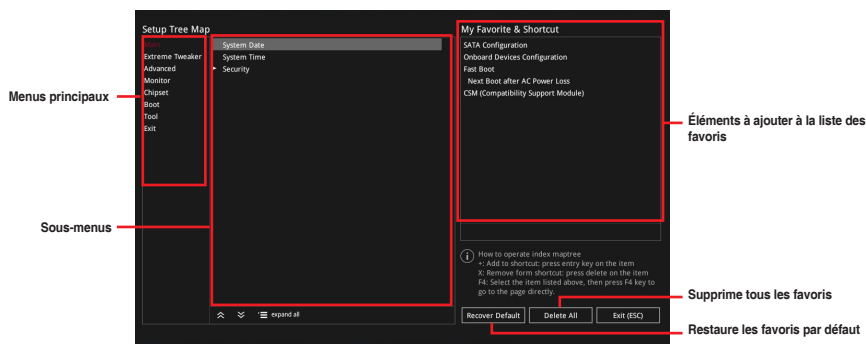 Setup Tree Map
Main
Extreme Tweaker
Advanced
Monitor
Chipset
Boot
Tool
Exit
System Date
System Time
Security
expand all
My Favorite & Shortcut
SATA Configuration
Onboard Devices Configuration
Fast Boot
Next Boot after AC Power Loss
CSM (Compatibility Support Module)
How to operate index maptree
+: Add to shortcut: press entry key on the item
X: Remove form shortcut: press delete on the item
F4: Select the item listed above, then press F4 key to
go to the page directly.
Recover Default
Delete All
Exit (ESC)
Menus principaux
Sous-menus
Éléments à ajouter à la liste des
favoris
Supprime tous les favoris
Restaure les favoris par défaut